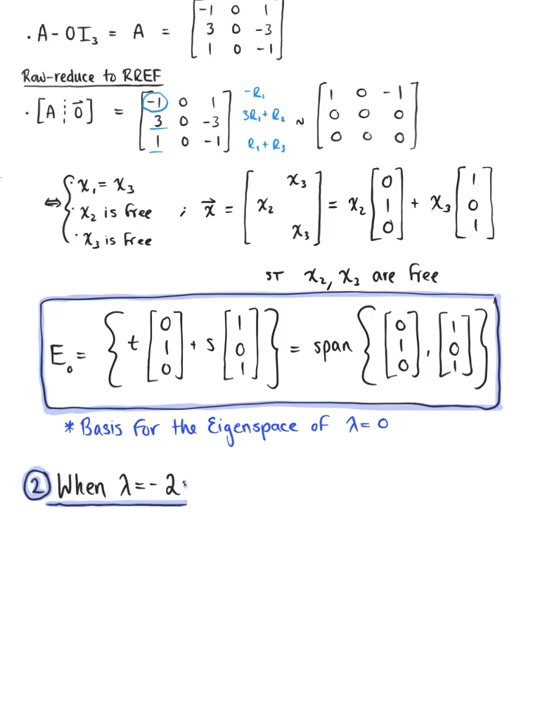 · A - 0I₃ = A = [-1 0 1
3 0 -3
1 0 -1]
Row-reduce to RREF
· [A ⋮ 0⃗] = [-1 0 1 -R₁ [1 0 -1
3 0 -3 3R₁+R₂ ~ 0 0 0
1 0 -1] R₁+R₃ 0 0 0]
⇔ { · x₁ = x₃
· x₂ is free ; x⃗ = [x₃ x₂ x₃] = x₂ [0 1 0] + x₃ [1 0 1]
· x₃ is free
ST x₂, x₃ are free
E₀ = { t [0 1 0] + s [1 0 1] } = span { [0 1 0], [1 0 1] }
* Basis for the Eigenspace of λ = 0
② When λ = - 2: